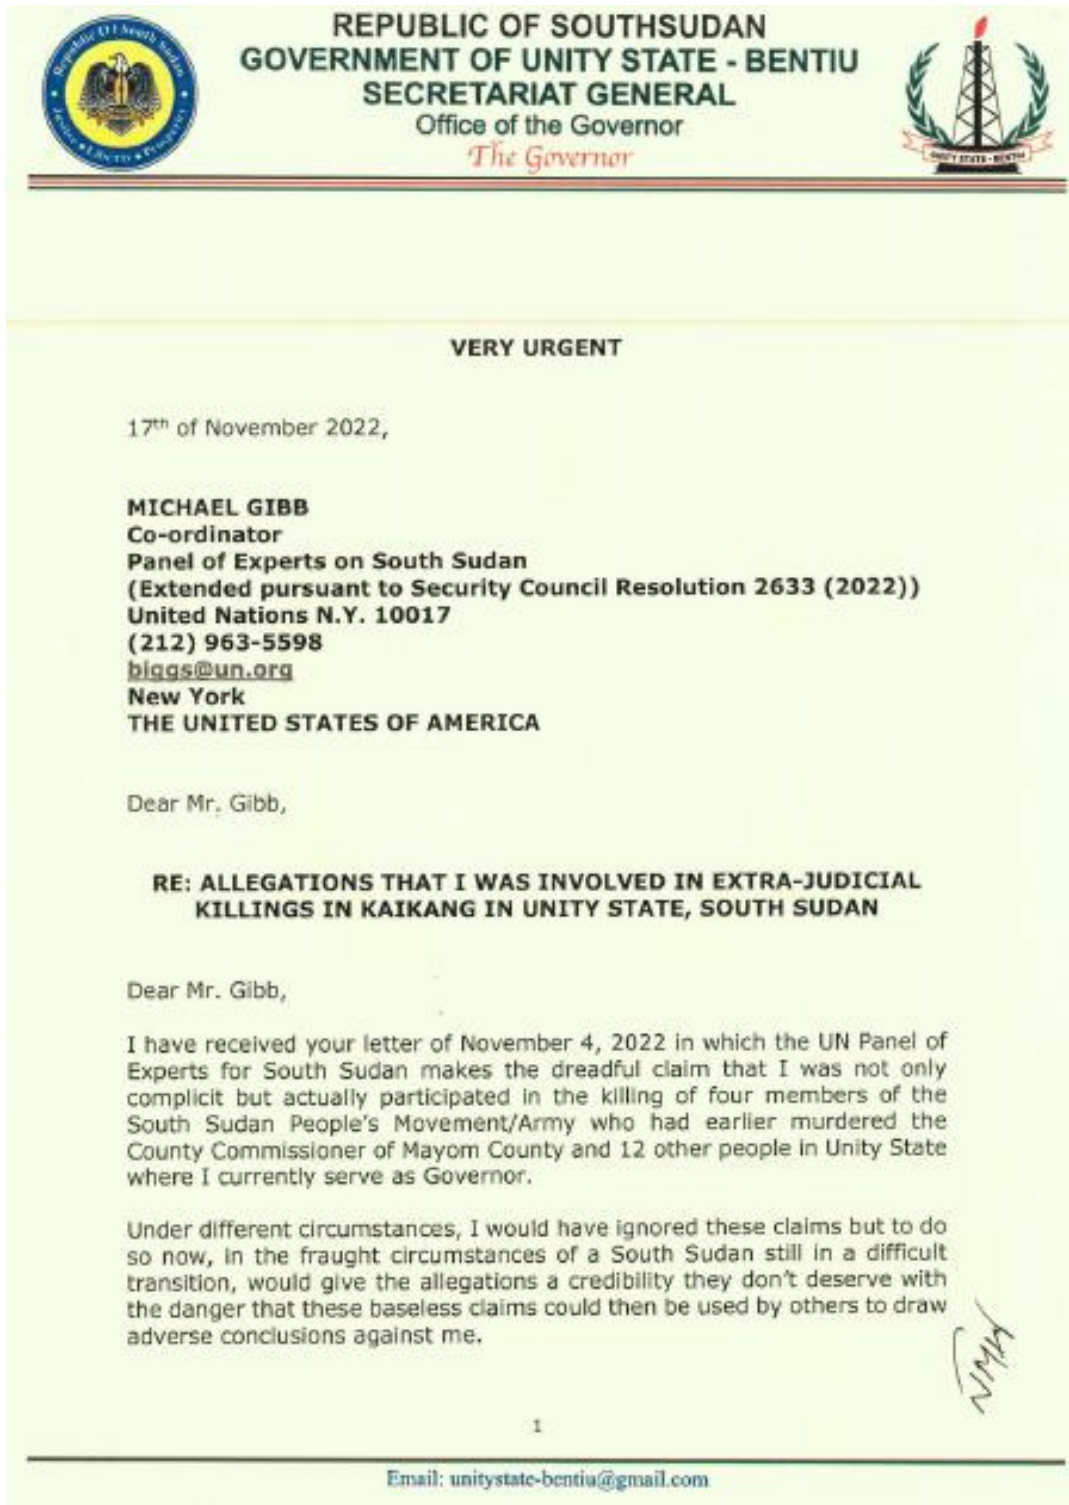 REPUBLIC OF SOUTHSUDAN
GOVERNMENT OF UNITY STATE - BENTIU
SECRETARIAT GENERAL
Office of the Governor
The Governor
Republic Of South Sudan
Justice • Liberty • Prosperity
UNITY STATE - BENTIU
VERY URGENT
17th of November 2022,
MICHAEL GIBB
Co-ordinator
Panel of Experts on South Sudan
(Extended pursuant to Security Council Resolution 2633 (2022))
United Nations N.Y. 10017
(212) 963-5598
biggs@un.org
New York
THE UNITED STATES OF AMERICA
Dear Mr. Gibb,
RE: ALLEGATIONS THAT I WAS INVOLVED IN EXTRA-JUDICIAL
KILLINGS IN KAIKANG IN UNITY STATE, SOUTH SUDAN
Dear Mr. Gibb,
I have received your letter of November 4, 2022 in which the UN Panel of
Experts for South Sudan makes the dreadful claim that I was not only
complicit but actually participated in the killing of four members of the
South Sudan People's Movement/Army who had earlier murdered the
County Commissioner of Mayom County and 12 other people in Unity State
where I currently serve as Governor.
Under different circumstances, I would have ignored these claims but to do
so now, in the fraught circumstances of a South Sudan still in a difficult
transition, would give the allegations a credibility they don't deserve with
the danger that these baseless claims could then be used by others to draw
adverse conclusions against me.
1
Email: unitystate-bentiu@gmail.com